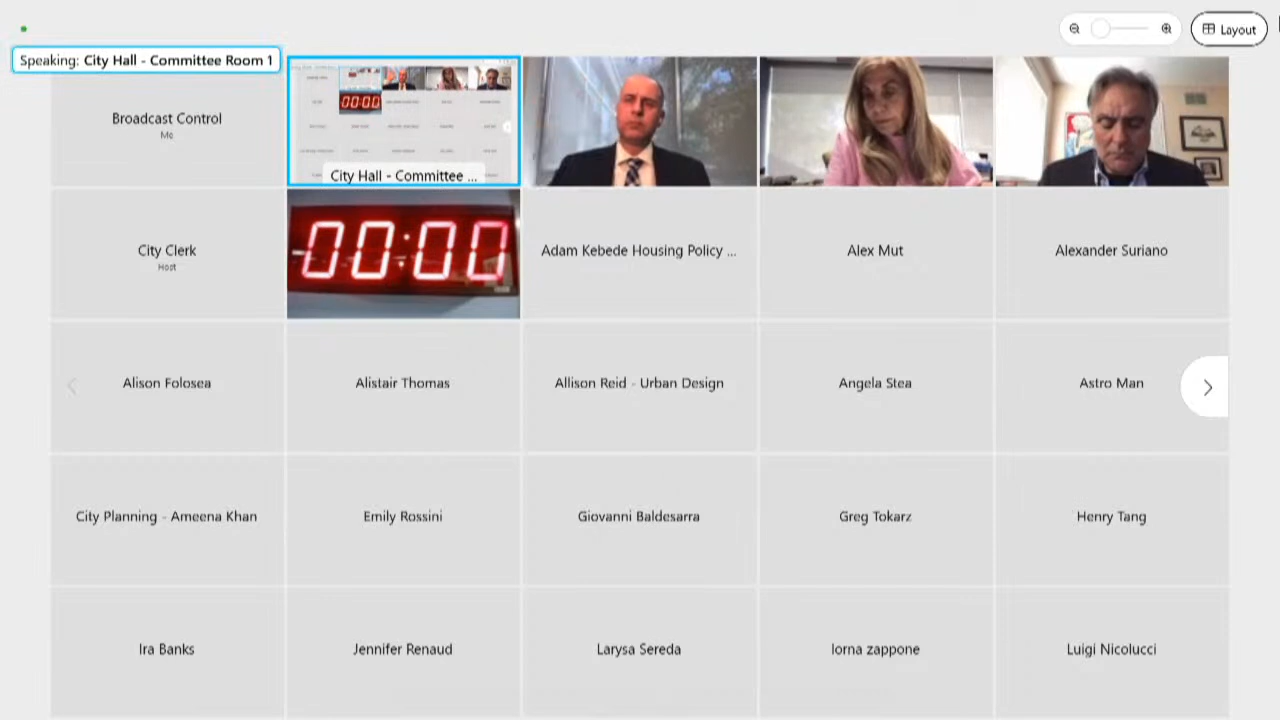 Layout
Speaking: City Hall - Committee Room 1
Broadcast Control
Me
00:00
City Hall - Committee ...
City Clerk
Host
00:00
Adam Kebede Housing Policy ...
Alex Mut
Alexander Suriano
Alison Folosea
Alistair Thomas
Allison Reid - Urban Design
Angela Stea
Astro Man
City Planning - Ameena Khan
Emily Rossini
Giovanni Baldesarra
Greg Tokarz
Henry Tang
Ira Banks
Jennifer Renaud
Larysa Sereda
lorna zappone
Luigi Nicolucci